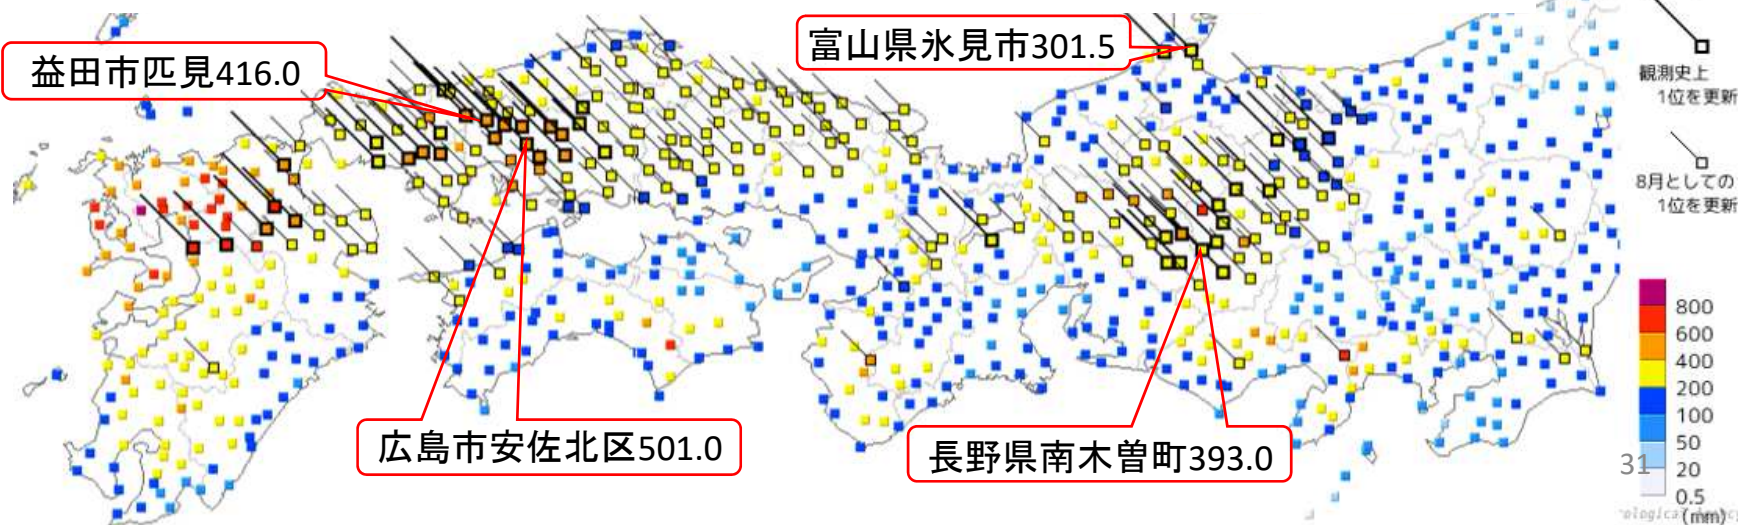 富山県氷見市301.5
益田市匹見416.0
観測史上
1位を更新
8月としての
1位を更新
広島市安佐北区501.0
長野県南木曽町393.0
800
600
400
200
100
50
20
0.5
(mm)
31